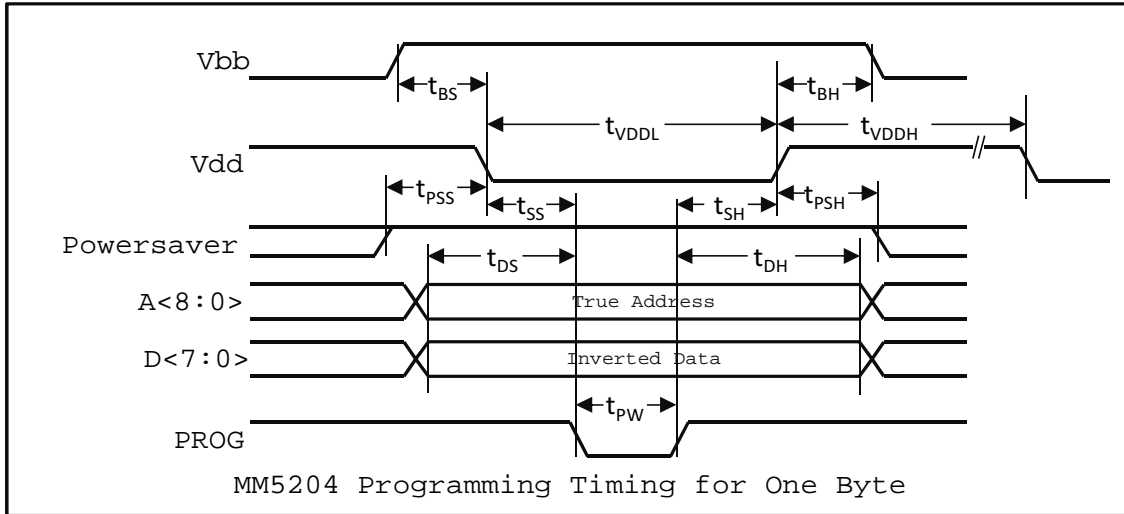 Vbb
tBS
tBH
tVDDL
tVDDH
Vdd
//
tPSS
tSS
tSH
tPSH
Powersaver
tDS
tDH
A<8:0>
True Address
D<7:0>
Inverted Data
tPW
PROG
MM5204 Programming Timing for One Byte